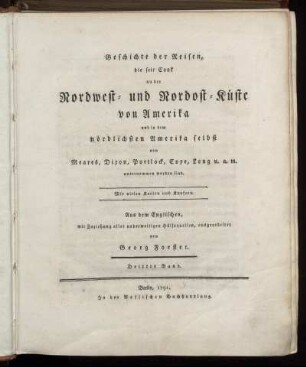 Geschichte der Reisen,
die seit Cook
an der
Nordwest- und Nordost-Küste
von Amerika
und in dem
nördlichsten Amerika selbst
von
Meares, Dixon, Portlock, Coxe, Long u. a. m.
unternommen worden sind.
Mit vielen Karten und Kupfern.
Aus dem Englischen,
mit Zuziehung aller anderweitigen Hülfsquellen, ausgearbeitet
von
Georg Forster.
Dritter Band.
Berlin, 1791.
In der Vossischen Buchhandlung